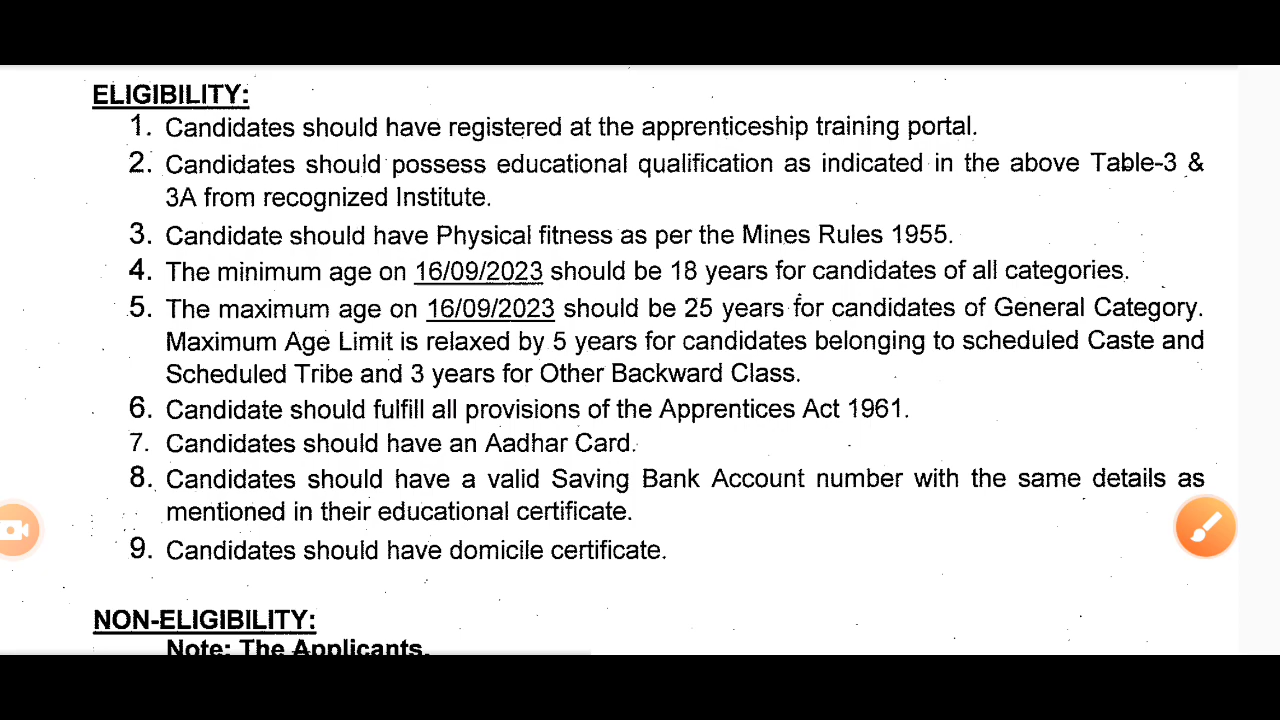 ELIGIBILITY:
1. Candidates should have registered at the apprenticeship training portal.
2. Candidates should possess educational qualification as indicated in the above Table-3 &
3A from recognized Institute.
3. Candidate should have Physical fitness as per the Mines Rules 1955.
4. The minimum age on 16/09/2023 should be 18 years for candidates of all categories.
5. The maximum age on 16/09/2023 should be 25 years for candidates of General Category.
Maximum Age Limit is relaxed by 5 years for candidates belonging to scheduled Caste and
Scheduled Tribe and 3 years for Other Backward Class.
6. Candidate should fulfill all provisions of the Apprentices Act 1961.
7. Candidates should have an Aadhar Card.
8. Candidates should have a valid Saving Bank Account number with the same details as
mentioned in their educational certificate.
9. Candidates should have domicile certificate.
NON-ELIGIBILITY:
Note: The Applicants.